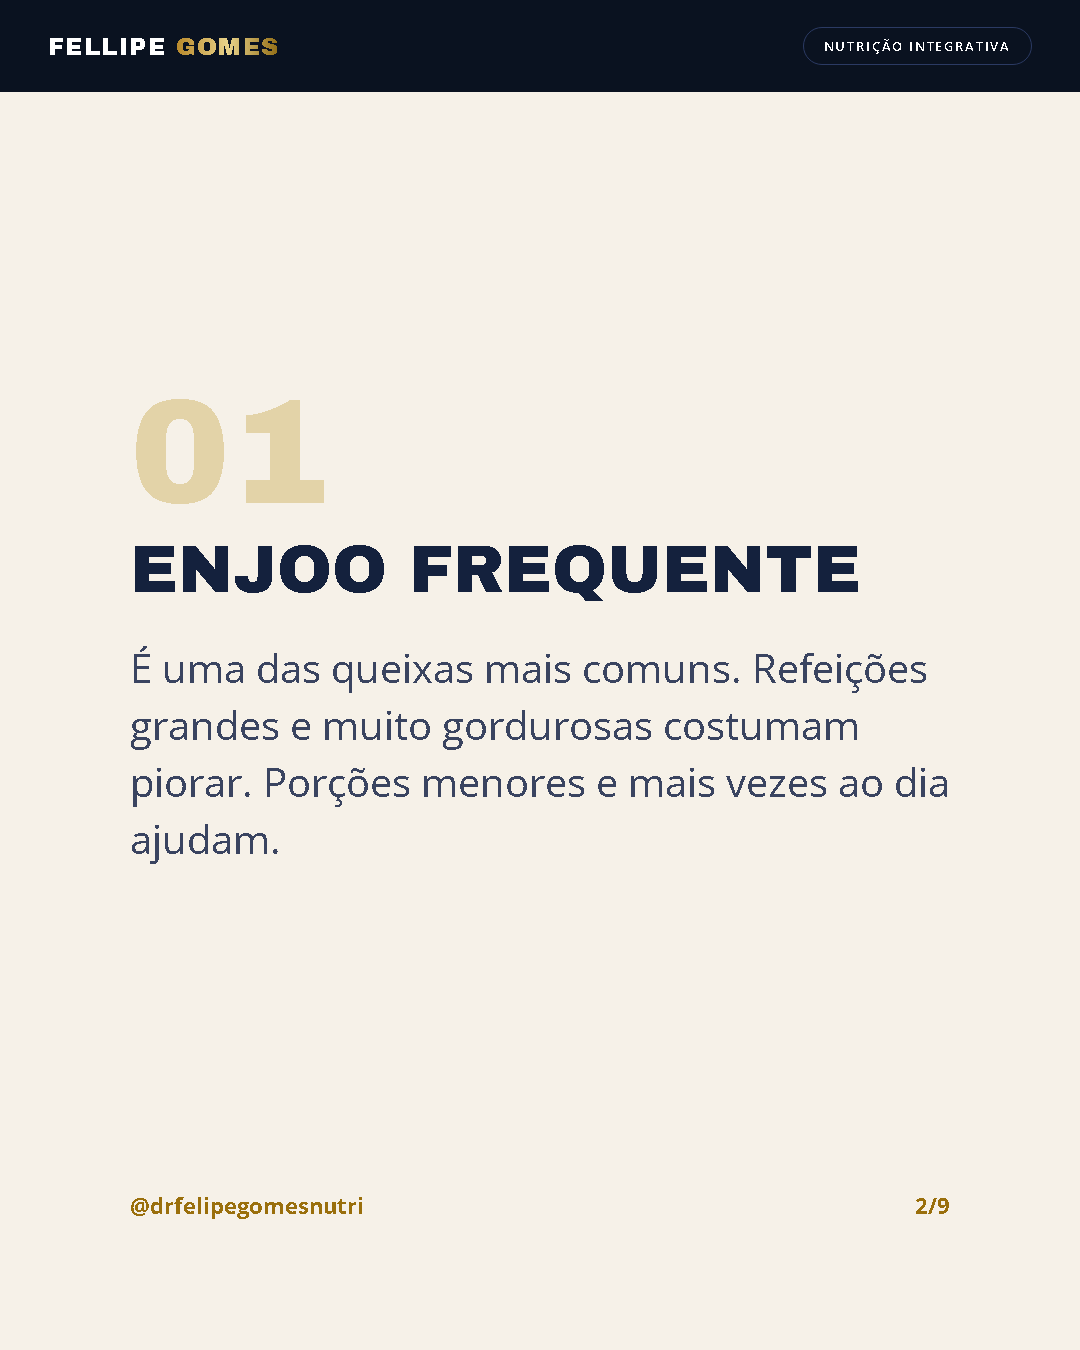 FELLIPE GOMES
NUTRIÇÃO INTEGRATIVA
01
ENJOO FREQUENTE
É uma das queixas mais comuns. Refeições
grandes e muito gordurosas costumam
piorar. Porções menores e mais vezes ao dia
ajudam.
@drfelipegomesnutri
2/9